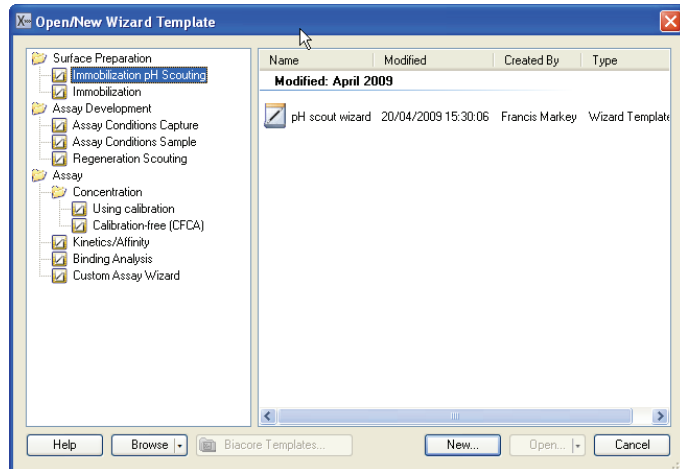 Open/New Wizard Template
Surface Preparation
Immobilization pH Scouting
Immobilization
Assay Development
Assay Conditions Capture
Assay Conditions Sample
Regeneration Scouting
Assay
Concentration
Using calibration
Calibration-free (CFCA)
Kinetics/Affinity
Binding Analysis
Custom Assay Wizard
Name Modified Created By Type
Modified: April 2009
pH scout wizard 20/04/2009 15:30:06 Francis Markey Wizard Template
Help Browse Biacore Templates... New... Open... Cancel